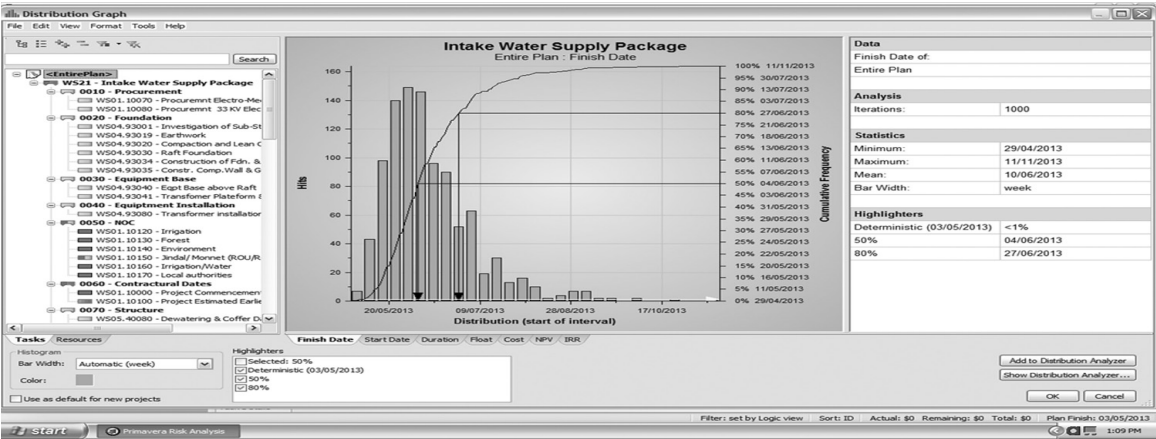 Distribution Graph
File Edit View Format Tools Help
Search
<EntirePlan>
WS21 - Intake Water Supply Package
0010 - Procurement
WS01.10070 - Procuremnt Electro-Me
WS01.10080 - Procuremnt 33 KV Elec
0020 - Foundation
WS04.93001 - Investigation of Sub-St
WS04.93019 - Earthwork
WS04.93020 - Compaction and Lean C
WS04.93030 - Raft Foundation
WS04.93034 - Construction of Fdn. &
WS04.93035 - Constr. Comp.Wall & G
0030 - Equipment Base
WS04.93040 - Eqpt Base above Raft
WS04.93041 - Transfomer Plateform &
0040 - Equiptment Installation
WS04.93080 - Transfomer installation
0050 - NOC
WS01.10120 - Irrigation
WS01.10130 - Forest
WS01.10140 - Environment
WS01.10150 - Jindal/ Monnet (ROU/R
WS01.10160 - Irrigation/Water
WS01.10170 - Local authorities
0060 - Contractural Dates
WS01.10000 - Project Commencemen
WS01.10100 - Project Estimated Earlie
0070 - Structure
WS05.40080 - Dewatering & Coffer D
Tasks Resources
Intake Water Supply Package
Entire Plan : Finish Date
Hits
160
140
120
100
80
60
40
20
0
20/05/2013 09/07/2013 28/08/2013 17/10/2013
Distribution (start of interval)
100% 11/11/2013
95% 30/07/2013
90% 13/07/2013
85% 03/07/2013
80% 27/06/2013
75% 21/06/2013
70% 18/06/2013
65% 13/06/2013
60% 11/06/2013
55% 07/06/2013
50% 04/06/2013
45% 03/06/2013
40% 31/05/2013
35% 29/05/2013
30% 27/05/2013
25% 24/05/2013
20% 22/05/2013
15% 20/05/2013
10% 16/05/2013
5% 11/05/2013
0% 29/04/2013
Cumulative Frequency
Data
Finish Date of:
Entire Plan
Analysis
Iterations: 1000
Statistics
Minimum: 29/04/2013
Maximum: 11/11/2013
Mean: 10/06/2013
Bar Width: week
Highlighters
Deterministic (03/05/2013) <1%
50% 04/06/2013
80% 27/06/2013
Finish Date Start Date Duration Float Cost NPV IRR
Histogram
Bar Width: Automatic (week)
Color:
Use as default for new projects
Highlighters
Selected: 50%
Deterministic (03/05/2013)
50%
80%
Add to Distribution Analyzer
Show Distribution Analyzer...
OK Cancel
Filter: set by Logic view Sort: ID Actual: $0 Remaining: $0 Total: $0 Plan Finish: 03/05/2013
start Primavera Risk Analysis 1:09 PM